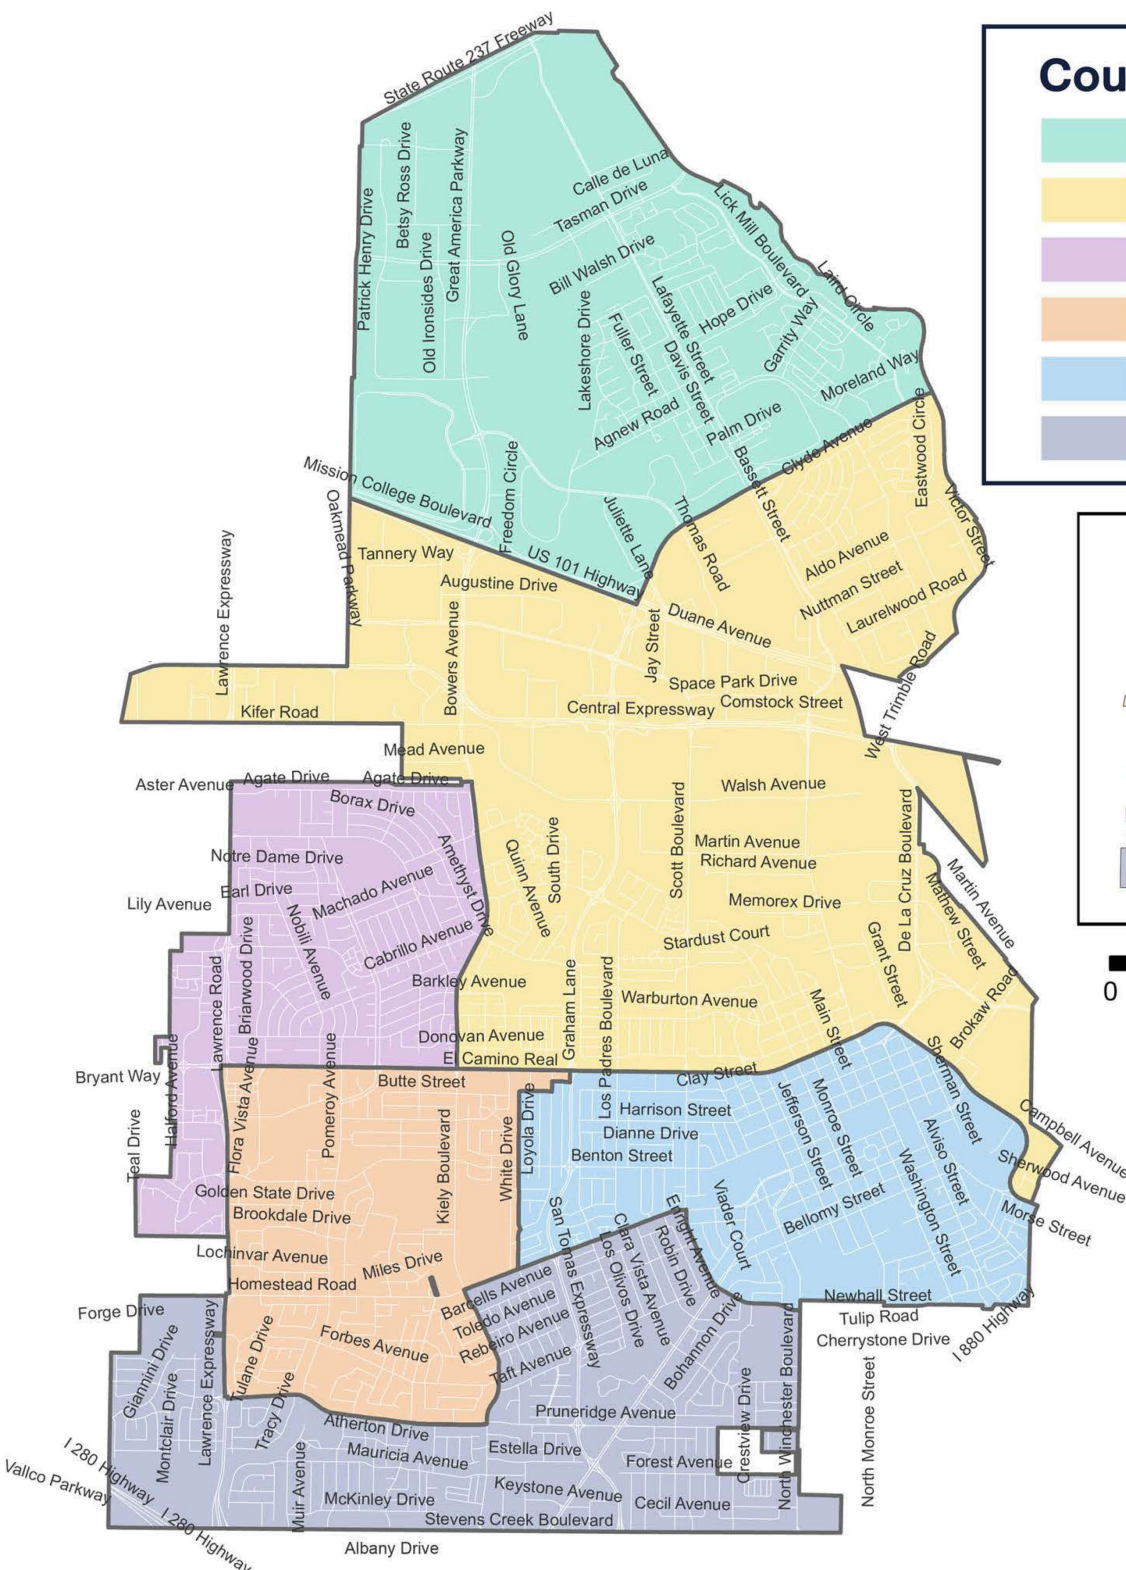 State Route 237 Freeway
Cou
Calle de Luna
Tasman Drive
Betsy Ross Drive
Great America Parkway
Patrick Henry Drive
Old Ironsides Drive
Old Glory Lane
Bill Walsh Drive
Lick Mill Boulevard
Laird Circle
Lafayette Street
Hope Drive
Garrity Way
Lakeshore Drive
Fuller Street
Davis Street
Moreland Way
Agnew Road
Palm Drive
Clyde Avenue
Eastwood Circle
Bassett Street
Victor Street
Mission College Boulevard
Freedom Circle
Juliette Lane
Thomas Road
Oakmead Parkway
US 101 Highway
Tannery Way
Augustine Drive
Aldo Avenue
Nuttman Street
Laurelwood Road
Lawrence Expressway
Duane Avenue
Jay Street
Bowers Avenue
Space Park Drive
Comstock Street
Central Expressway
West Trimble Road
Kifer Road
Mead Avenue
Aster Avenue
Agate Drive
Agate Drive
Walsh Avenue
Borax Drive
Scott Boulevard
De La Cruz Boulevard
Martin Avenue
Richard Avenue
South Drive
Quinn Avenue
Amethyst Drive
Notre Dame Drive
Machado Avenue
Earl Drive
Lily Avenue
Nobili Avenue
Memorex Drive
Martin Avenue
Mathew Street
Cabrillo Avenue
Stardust Court
Grant Street
Briarwood Drive
Lawrence Road
Barkley Avenue
Graham Lane
Los Padres Boulevard
Warburton Avenue
Main Street
Brokaw Road
0
Donovan Avenue
El Camino Real
Sherman Street
Bryant Way
Halford Avenue
Flora Vista Avenue
Pomeroy Avenue
Butte Street
Clay Street
Teal Drive
Kiely Boulevard
White Drive
Loyola Drive
Harrison Street
Dianne Drive
Benton Street
Jefferson Street
Monroe Street
Alviso Street
Washington Street
Campbell Avenue
Sherwood Avenue
Morse Street
Golden State Drive
Brookdale Drive
Lochinvar Avenue
Miles Drive
Homestead Road
San Tomas Expressway
Clara Vista Avenue
Los Olivos Drive
Enright Avenue
Robin Drive
Viader Court
Bellomy Street
Newhall Street
Tulip Road
Cherrystone Drive
I 880 Highway
Forge Drive
Barcells Avenue
Toledo Avenue
Rebeiro Avenue
Taft Avenue
Bohannon Drive
North Winchester Boulevard
North Monroe Street
Giannini Drive
Montclair Drive
Lawrence Expressway
Tulane Drive
Tracy Drive
Forbes Avenue
Atherton Drive
Pruneridge Avenue
Crestview Drive
Mauricia Avenue
Estella Drive
Forest Avenue
I 280 Highway
Vallco Parkway
Muir Avenue
McKinley Drive
Keystone Avenue
Cecil Avenue
Stevens Creek Boulevard
I 280 Highway
Albany Drive